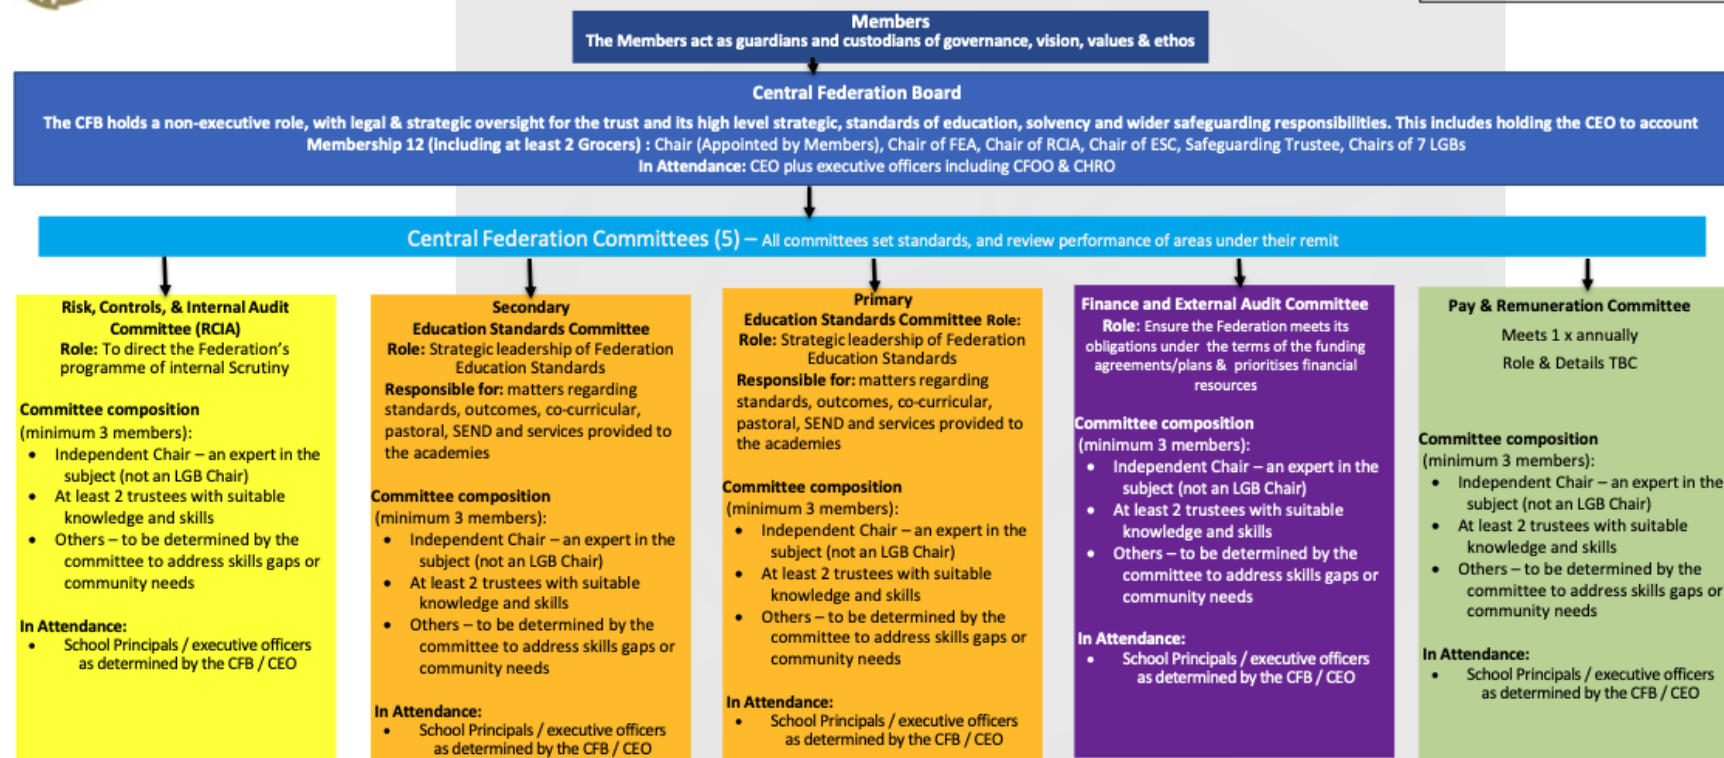 Members
The Members act as guardians and custodians of governance, vision, values & ethos
Central Federation Board
The CFB holds a non-executive role, with legal & strategic oversight for the trust and its high level strategic, standards of education, solvency and wider safeguarding responsibilities. This includes holding the CEO to account
Membership 12 (including at least 2 Grocers) : Chair (Appointed by Members), Chair of FEA, Chair of RCIA, Chair of ESC, Safeguarding Trustee, Chairs of 7 LGBs
In Attendance: CEO plus executive officers including CFOO & CHRO
Central Federation Committees (5) – All committees set standards, and review performance of areas under their remit
Risk, Controls, & Internal Audit
Committee (RCIA)
Role: To direct the Federation's
programme of internal Scrutiny
Committee composition
(minimum 3 members):
• Independent Chair – an expert in the
subject (not an LGB Chair)
• At least 2 trustees with suitable
knowledge and skills
• Others – to be determined by the
committee to address skills gaps or
community needs
In Attendance:
• School Principals / executive officers
as determined by the CFB / CEO
Secondary
Education Standards Committee
Role: Strategic leadership of Federation
Education Standards
Responsible for: matters regarding
standards, outcomes, co-curricular,
pastoral, SEND and services provided to
the academies
Committee composition
(minimum 3 members):
• Independent Chair – an expert in the
subject (not an LGB Chair)
• At least 2 trustees with suitable
knowledge and skills
• Others – to be determined by the
committee to address skills gaps or
community needs
In Attendance:
• School Principals / executive officers
as determined by the CFB / CEO
Primary
Education Standards Committee Role:
Role: Strategic leadership of Federation
Education Standards
Responsible for: matters regarding
standards, outcomes, co-curricular,
pastoral, SEND and services provided to
the academies
Committee composition
(minimum 3 members):
• Independent Chair – an expert in the
subject (not an LGB Chair)
• At least 2 trustees with suitable
knowledge and skills
• Others – to be determined by the
committee to address skills gaps or
community needs
In Attendance:
• School Principals / executive officers
as determined by the CFB / CEO
Finance and External Audit Committee
Role: Ensure the Federation meets its
obligations under the terms of the funding
agreements/plans & prioritises financial
resources
Committee composition
(minimum 3 members):
• Independent Chair – an expert in the
subject (not an LGB Chair)
• At least 2 trustees with suitable
knowledge and skills
• Others – to be determined by the
committee to address skills gaps or
community needs
In Attendance:
• School Principals / executive officers
as determined by the CFB / CEO
Pay & Remuneration Committee
Meets 1 x annually
Role & Details TBC
Committee composition
(minimum 3 members):
• Independent Chair – an expert in the
subject (not an LGB Chair)
• At least 2 trustees with suitable
knowledge and skills
• Others – to be determined by the
committee to address skills gaps or
community needs
In Attendance:
• School Principals / executive officers
as determined by the CFB / CEO